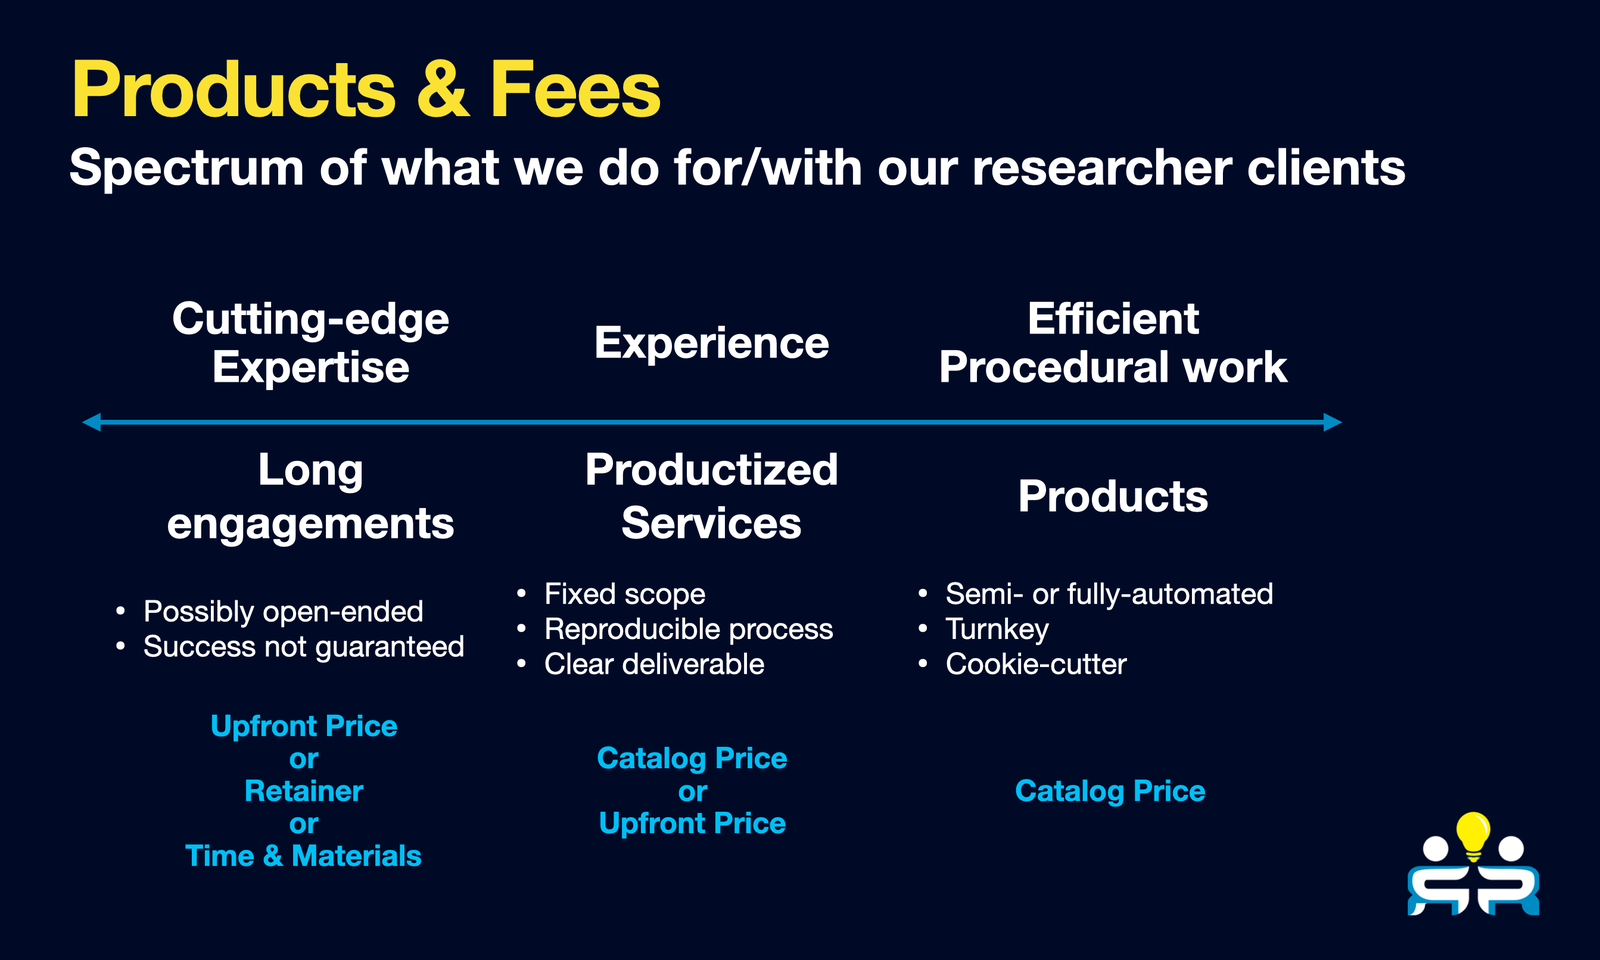 Products & Fees
Spectrum of what we do for/with our researcher clients
Cutting-edge
Expertise
Experience
Efficient
Procedural work
Long
engagements
Productized
Services
Products
• Possibly open-ended
• Success not guaranteed
• Fixed scope
• Reproducible process
• Clear deliverable
• Semi- or fully-automated
• Turnkey
• Cookie-cutter
Upfront Price
or
Retainer
or
Time & Materials
Catalog Price
or
Upfront Price
Catalog Price